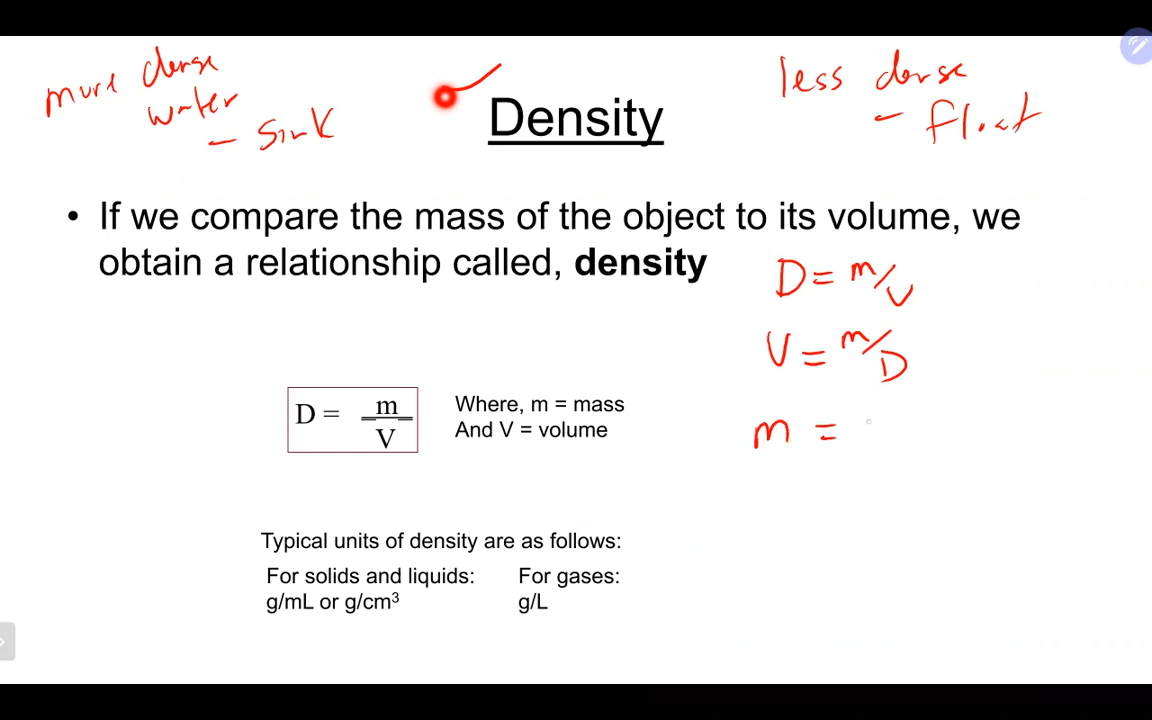 more dense
water
- sink
less dense
- float
Density
• If we compare the mass of the object to its volume, we
obtain a relationship called, density
D = m/V
V = m/D
m =
D = m/V
Where, m = mass
And V = volume
Typical units of density are as follows:
For solids and liquids: For gases:
g/mL or g/cm³ g/L